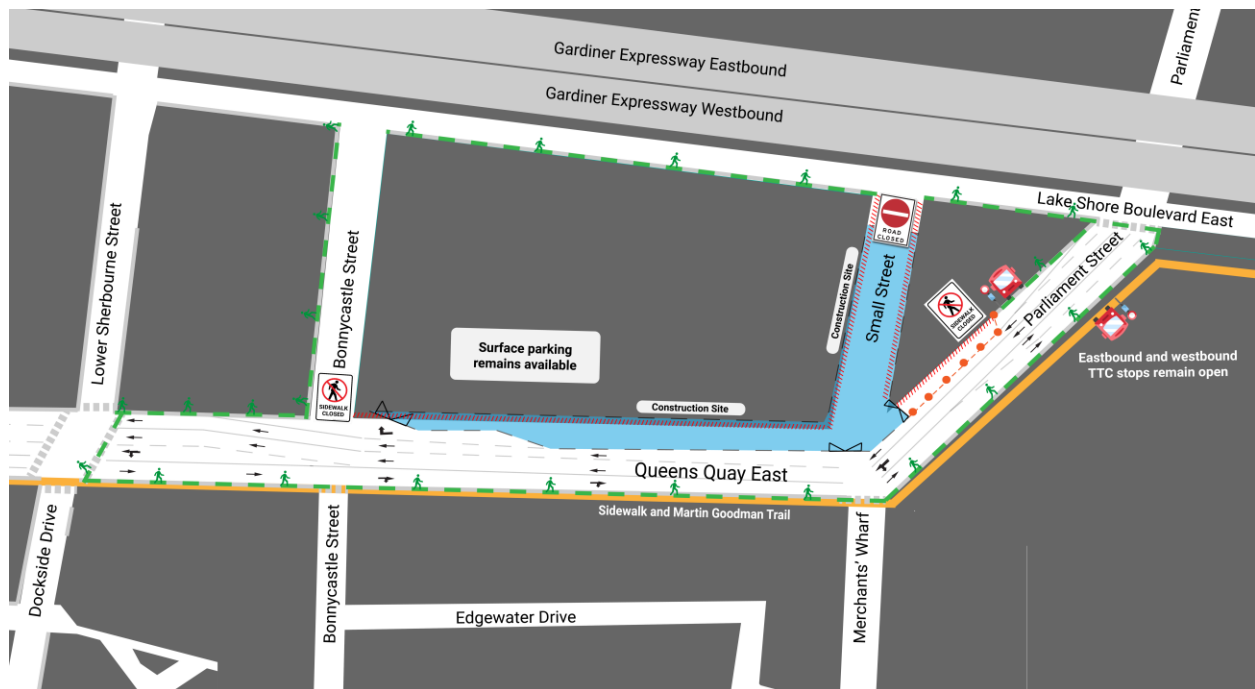 Gardiner Expressway Eastbound
Gardiner Expressway Westbound
Parliament
Lake Shore Boulevard East
ROAD
CLOSED
Lower Sherbourne Street
Bonnycastle Street
Construction Site
Small Street
Parliament Street
SIDEWALK
CLOSED
Surface parking
remains available
Eastbound and westbound
TTC stops remain open
SIDEWALK
CLOSED
Construction Site
Queens Quay East
Sidewalk and Martin Goodman Trail
Dockside Drive
Bonnycastle Street
Merchants' Wharf
Edgewater Drive